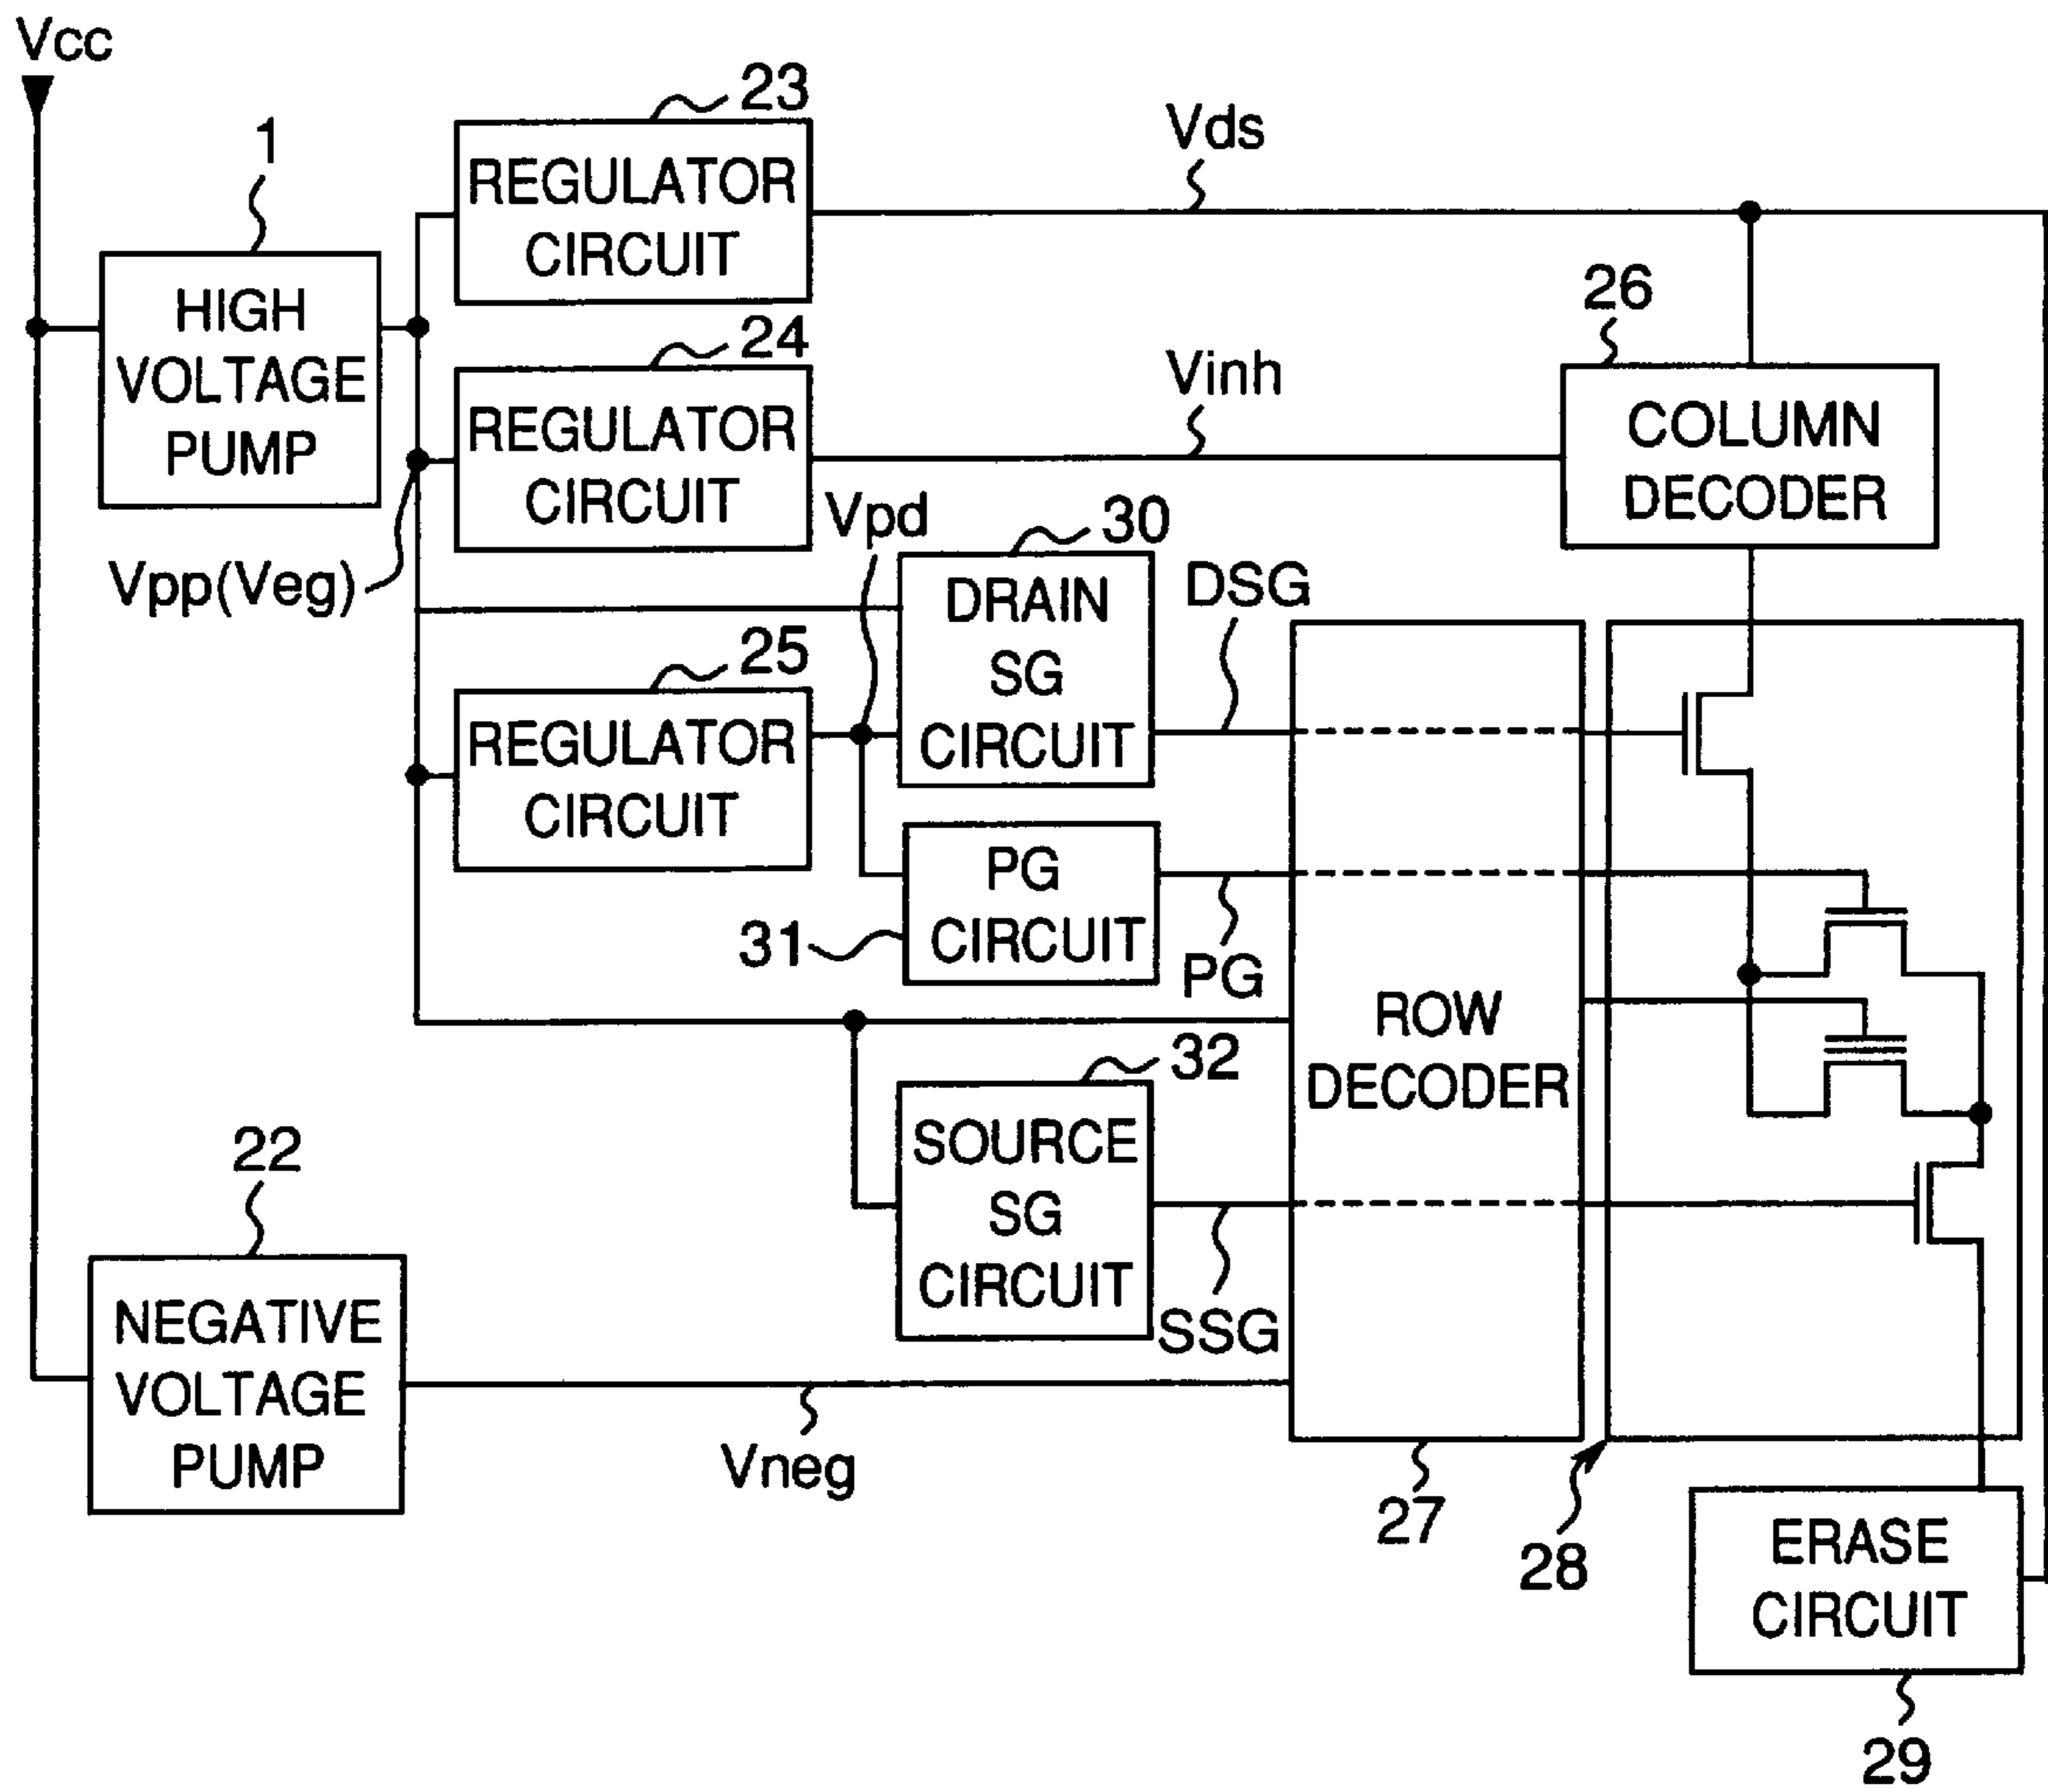 Vcc
1
HIGH
VOLTAGE
PUMP
23
REGULATOR
CIRCUIT
Vds
24
REGULATOR
CIRCUIT
Vinh
26
COLUMN
DECODER
Vpp(Veg)
Vpd
30
DRAIN
SG
CIRCUIT
DSG
25
REGULATOR
CIRCUIT
31
PG
CIRCUIT
PG
ROW
DECODER
32
SOURCE
SG
CIRCUIT
SSG
22
NEGATIVE
VOLTAGE
PUMP
Vneg
27
28
ERASE
CIRCUIT
29